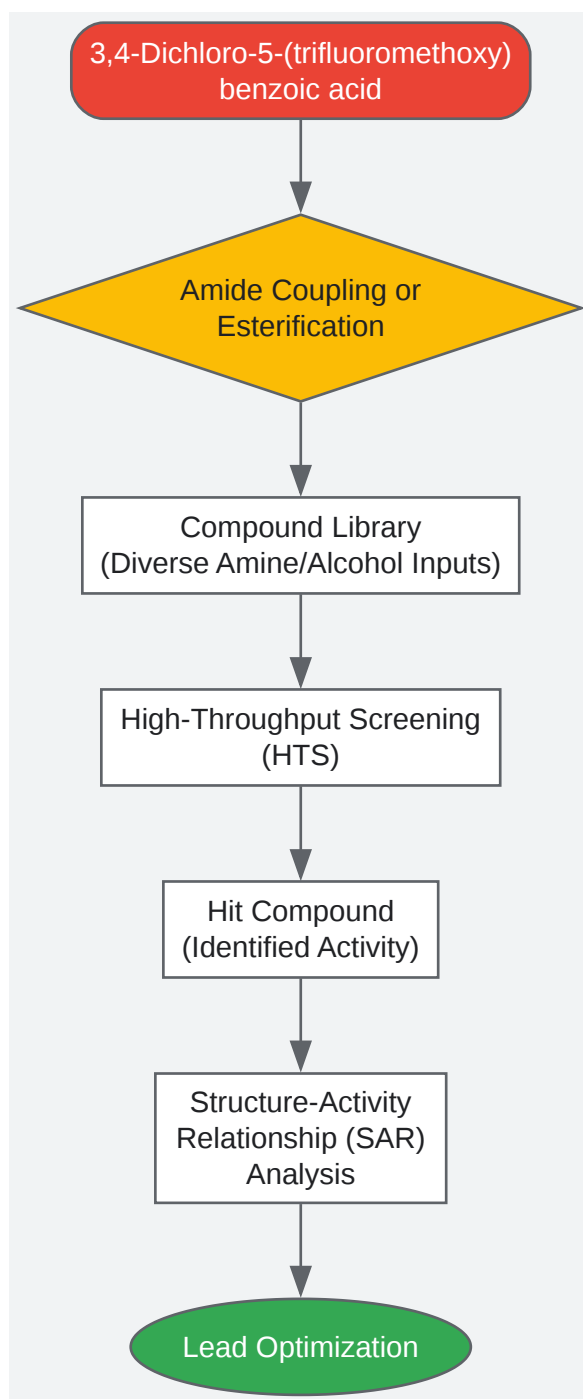 3,4-Dichloro-5-(trifluoromethoxy)
benzoic acid
Amide Coupling or
Esterification
Compound Library
(Diverse Amine/Alcohol Inputs)
High-Throughput Screening
(HTS)
Hit Compound
(Identified Activity)
Structure-Activity
Relationship (SAR)
Analysis
Lead Optimization